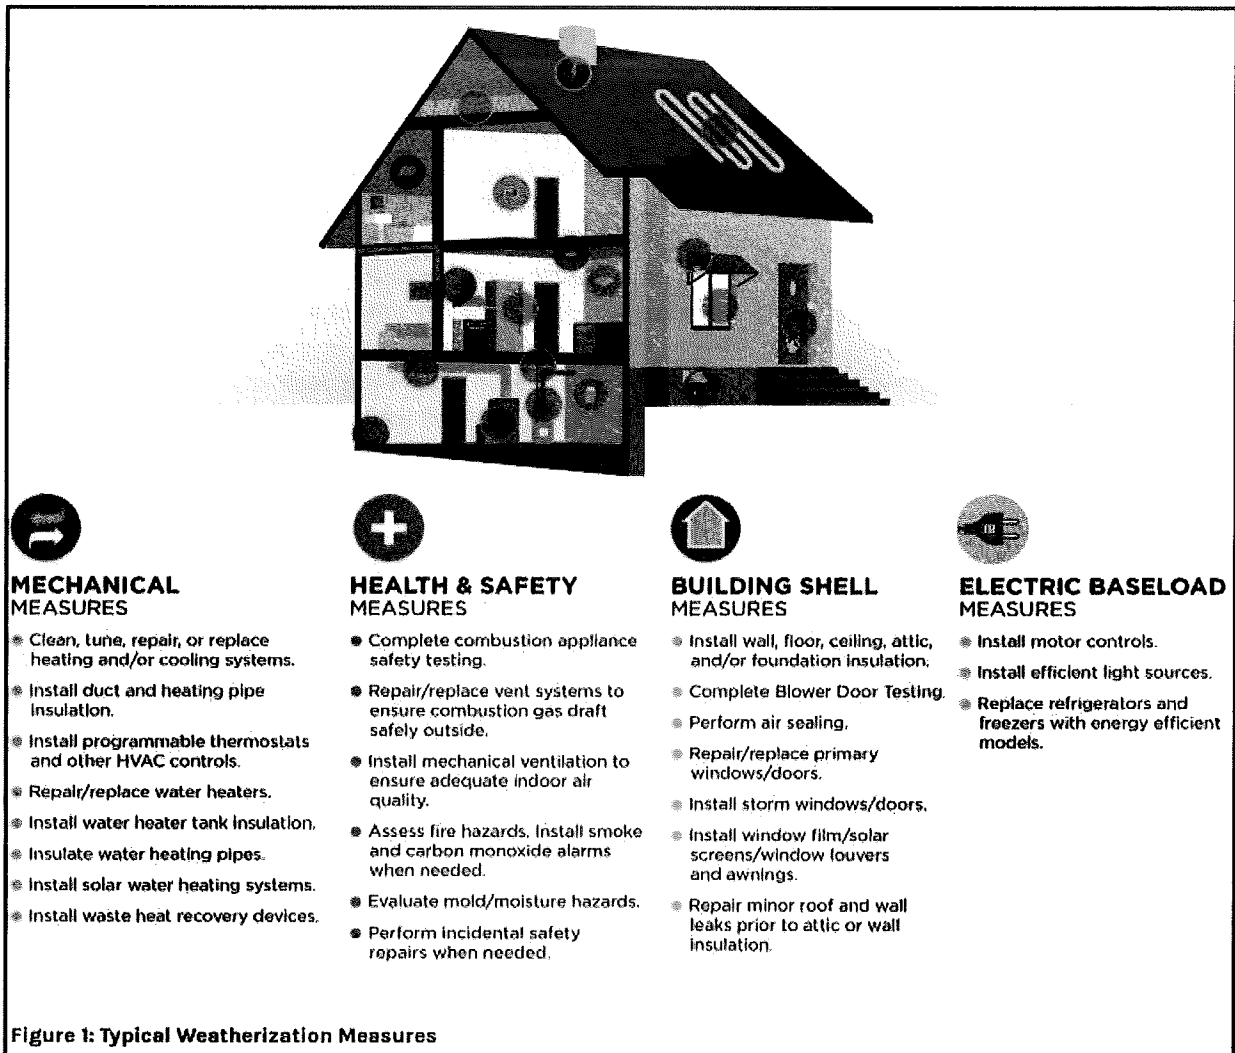 MECHANICAL
MEASURES
Clean, tune, repair, or replace
heating and/or cooling systems.
Install duct and heating pipe
insulation.
Install programmable thermostats
and other HVAC controls.
Repair/replace water heaters.
Install water heater tank insulation.
Insulate water heating pipes.
Install solar water heating systems.
Install waste heat recovery devices.
HEALTH & SAFETY
MEASURES
Complete combustion appliance
safety testing.
Repair/replace vent systems to
ensure combustion gas draft
safely outside.
Install mechanical ventilation to
ensure adequate indoor air
quality.
Assess fire hazards. Install smoke
and carbon monoxide alarms
when needed.
Evaluate mold/moisture hazards.
Perform incidental safety
repairs when needed.
BUILDING SHELL
MEASURES
Install wall, floor, ceiling, attic,
and/or foundation insulation.
Complete Blower Door Testing.
Perform air sealing.
Repair/replace primary
windows/doors.
Install storm windows/doors.
Install window film/solar
screens/window louvers
and awnings.
Repair minor roof and wall
leaks prior to attic or wall
insulation.
ELECTRIC BASELOAD
MEASURES
Install motor controls.
Install efficient light sources.
Replace refrigerators and
freezers with energy efficient
models.
Figure 1: Typical Weatherization Measures